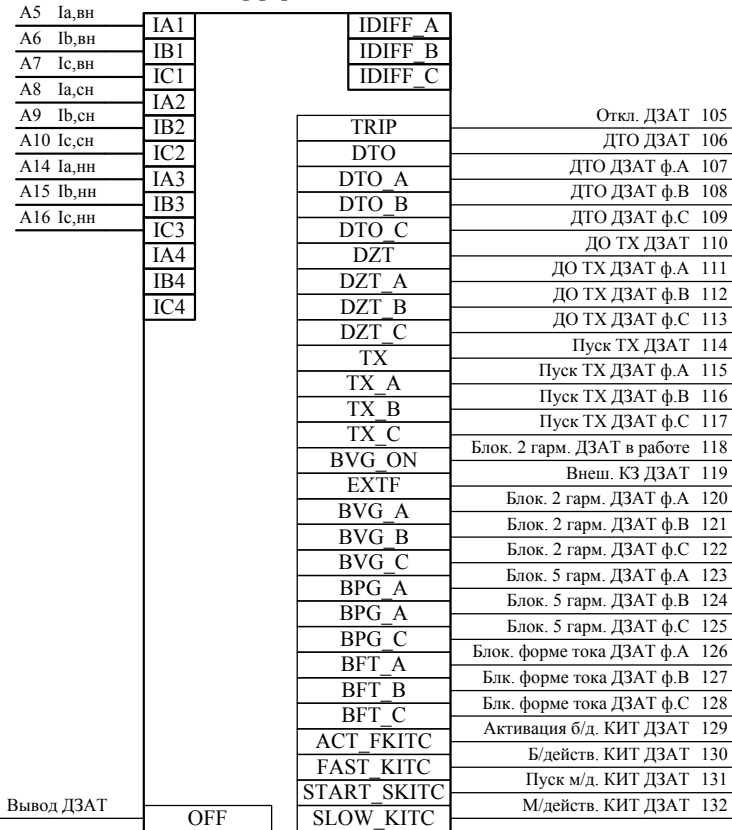 A5 Ia,вн
A6 Ib,вн
A7 Ic,вн
A8 Ia,сн
A9 Ib,сн
A10 Ic,сн
A14 Ia,нн
A15 Ib,нн
A16 Ic,нн
IA1
IB1
IC1
IA2
IB2
IC2
IA3
IB3
IC3
IA4
IB4
IC4
IDIFF_A
IDIFF_B
IDIFF_C
TRIP
DTO
DTO_A
DTO_B
DTO_C
DZT
DZT_A
DZT_B
DZT_C
TX
TX_A
TX_B
TX_C
BVG_ON
EXTF
BVG_A
BVG_B
BVG_C
BPG_A
BPG_A
BPG_C
BFT_A
BFT_B
BFT_C
ACT_FKITC
FAST_KITC
START_SKITC
SLOW_KITC
Откл. ДЗАТ 105
ДТО ДЗАТ 106
ДТО ДЗАТ ф.А 107
ДТО ДЗАТ ф.В 108
ДТО ДЗАТ ф.С 109
ДО ТХ ДЗАТ 110
ДО ТХ ДЗАТ ф.А 111
ДО ТХ ДЗАТ ф.В 112
ДО ТХ ДЗАТ ф.С 113
Пуск ТХ ДЗАТ 114
Пуск ТХ ДЗАТ ф.А 115
Пуск ТХ ДЗАТ ф.В 116
Пуск ТХ ДЗАТ ф.С 117
Блок. 2 гарм. ДЗАТ в работе 118
Внеш. КЗ ДЗАТ 119
Блок. 2 гарм. ДЗАТ ф.А 120
Блок. 2 гарм. ДЗАТ ф.В 121
Блок. 2 гарм. ДЗАТ ф.С 122
Блок. 5 гарм. ДЗАТ ф.А 123
Блок. 5 гарм. ДЗАТ ф.В 124
Блок. 5 гарм. ДЗАТ ф.С 125
Блок. форме тока ДЗАТ ф.А 126
Блк. форме тока ДЗАТ ф.В 127
Блк. форме тока ДЗАТ ф.С 128
Активация б/д. КИТ ДЗАТ 129
Б/действ. КИТ ДЗАТ 130
Пуск м/д. КИТ ДЗАТ 131
М/действ. КИТ ДЗАТ 132
Вывод ДЗАТ
OFF